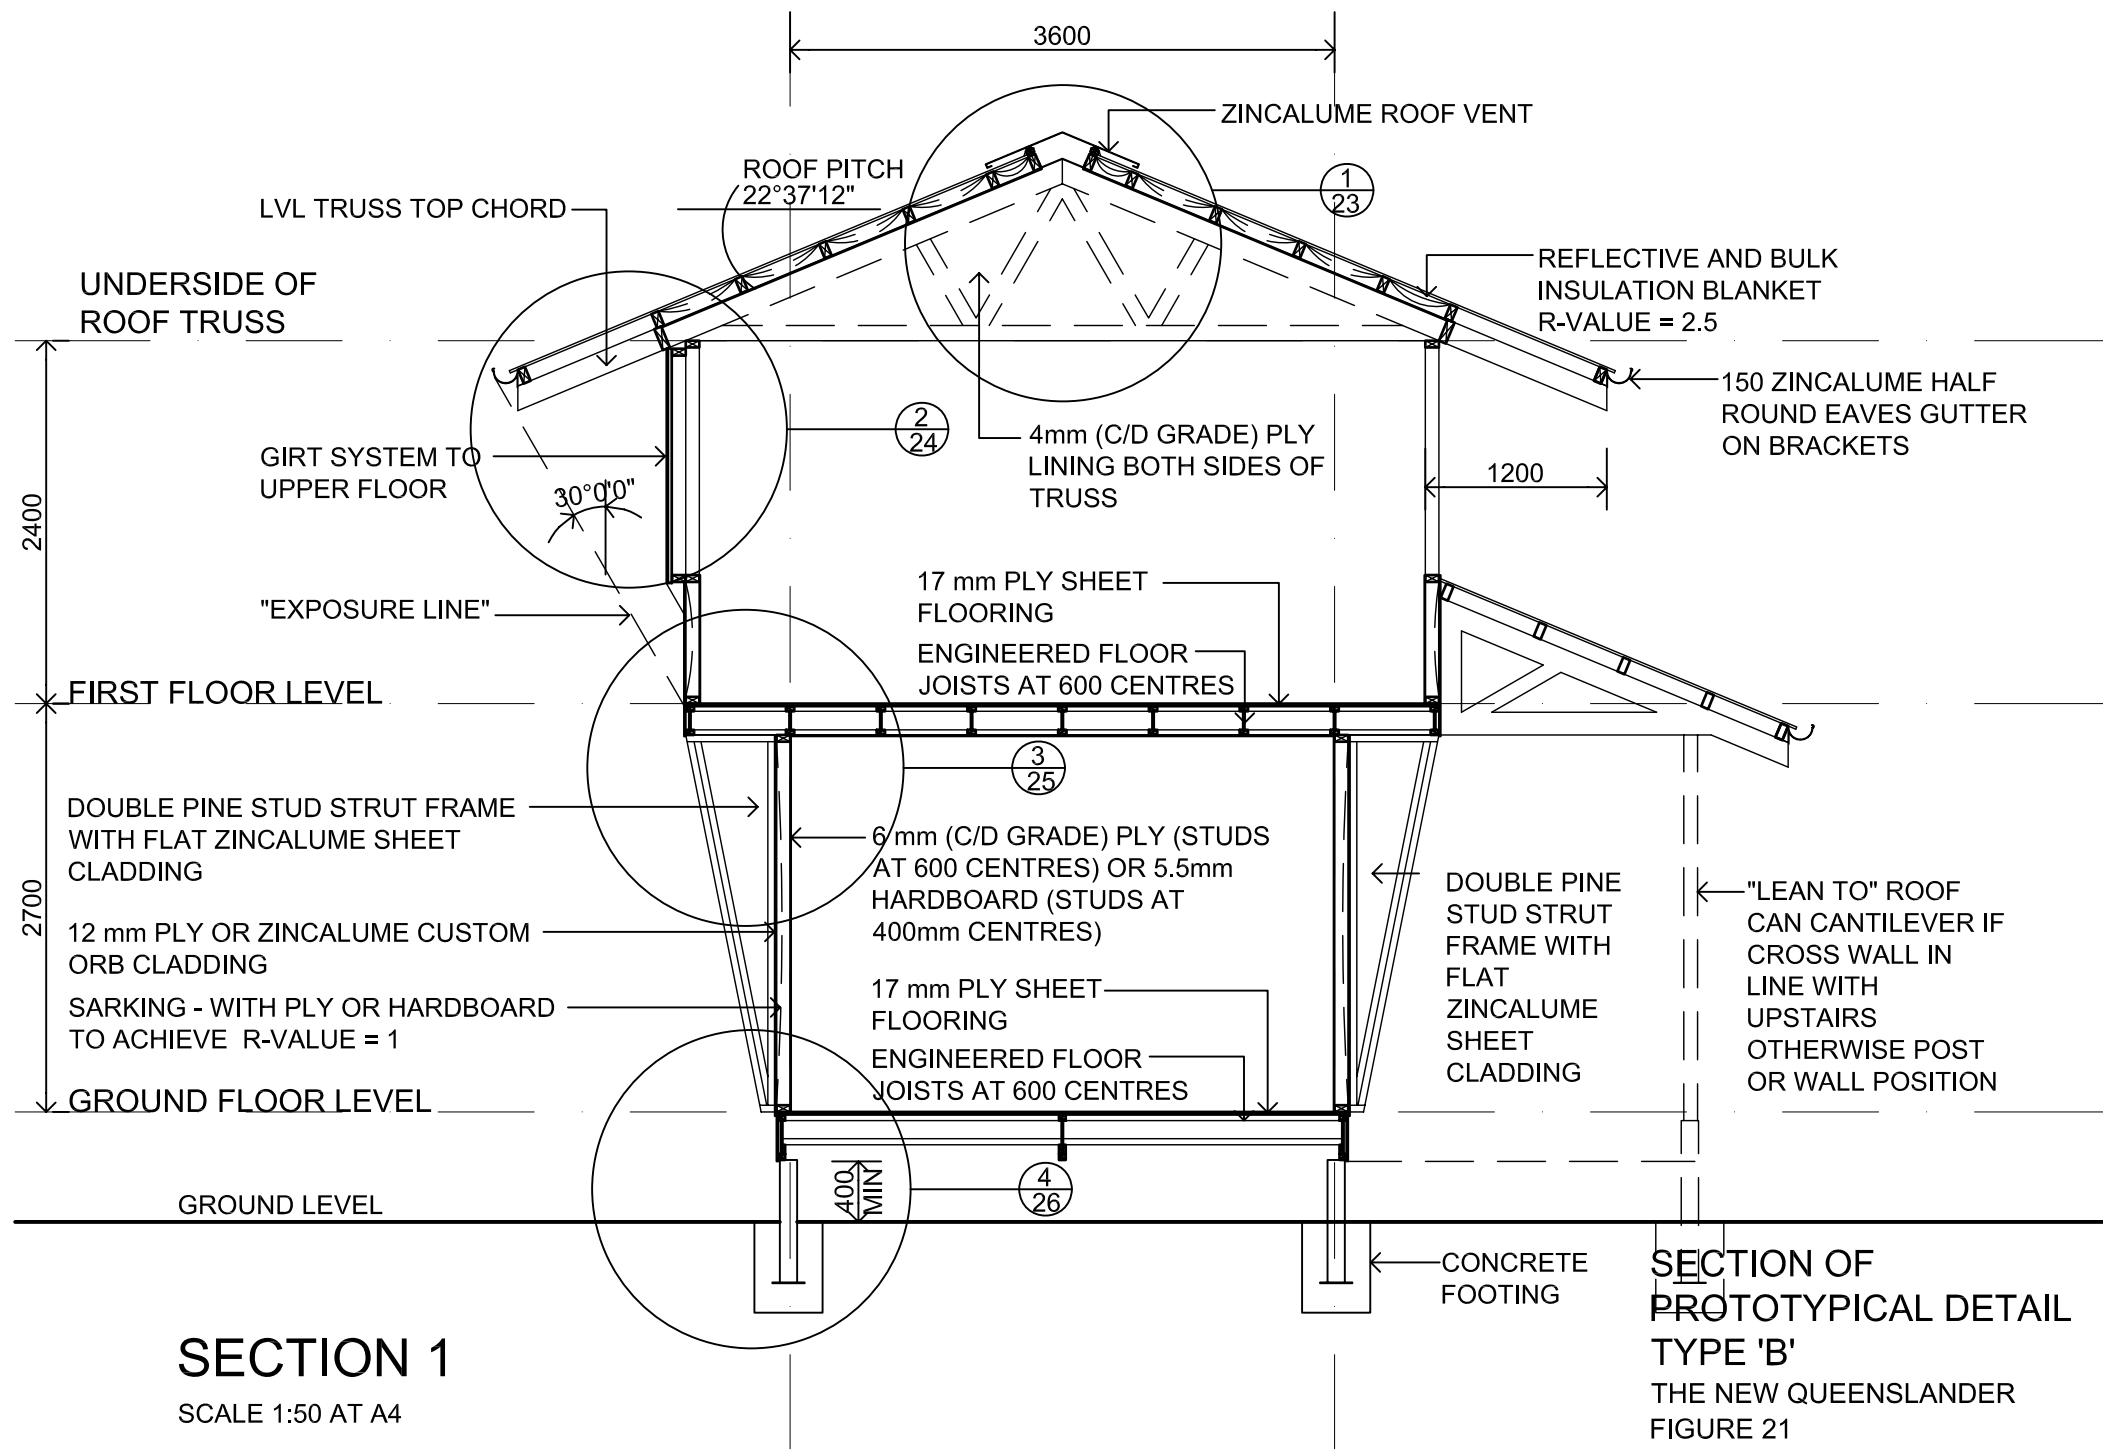 3600
ZINCALUME ROOF VENT
ROOF PITCH
22°37'12"
1
23
LVL TRUSS TOP CHORD
REFLECTIVE AND BULK
INSULATION BLANKET
R-VALUE = 2.5
UNDERSIDE OF
ROOF TRUSS
150 ZINCALUME HALF
ROUND EAVES GUTTER
ON BRACKETS
2
24
4mm (C/D GRADE) PLY
LINING BOTH SIDES OF
TRUSS
GIRT SYSTEM TO
UPPER FLOOR
30°0'0"
1200
2400
17 mm PLY SHEET
FLOORING
"EXPOSURE LINE"
ENGINEERED FLOOR
JOISTS AT 600 CENTRES
FIRST FLOOR LEVEL
3
25
DOUBLE PINE STUD STRUT FRAME
WITH FLAT ZINCALUME SHEET
CLADDING
6 mm (C/D GRADE) PLY (STUDS
AT 600 CENTRES) OR 5.5mm
HARDBOARD (STUDS AT
400mm CENTRES)
DOUBLE PINE
STUD STRUT
FRAME WITH
FLAT
ZINCALUME
SHEET
CLADDING
"LEAN TO" ROOF
CAN CANTILEVER IF
CROSS WALL IN
LINE WITH
UPSTAIRS
OTHERWISE POST
OR WALL POSITION
2700
12 mm PLY OR ZINCALUME CUSTOM
ORB CLADDING
SARKING - WITH PLY OR HARDBOARD
TO ACHIEVE R-VALUE = 1
17 mm PLY SHEET
FLOORING
ENGINEERED FLOOR
JOISTS AT 600 CENTRES
GROUND FLOOR LEVEL
400
MIN
4
26
GROUND LEVEL
CONCRETE
FOOTING
SECTION 1
SCALE 1:50 AT A4
SECTION OF
PROTOTYPICAL DETAIL
TYPE 'B'
THE NEW QUEENSLANDER
FIGURE 21